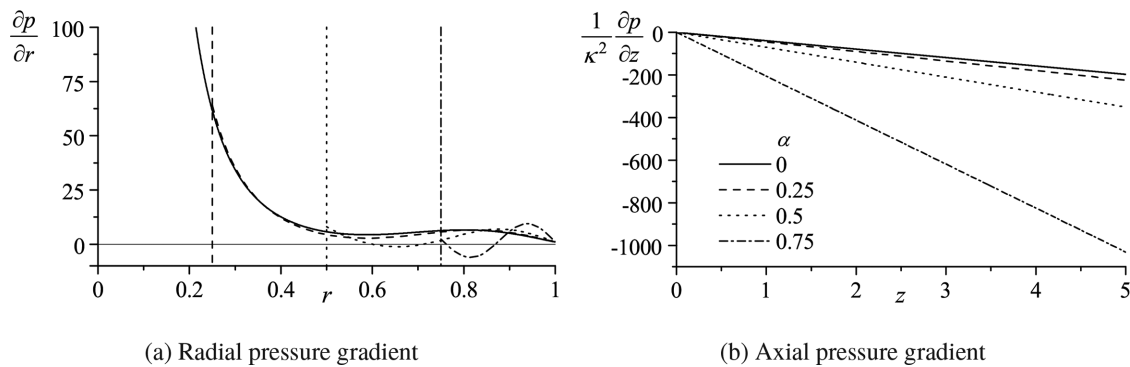 ∂p/∂r
100
75
50
25
0
0 0.2 0.4 r 0.6 0.8 1
(a) Radial pressure gradient
1/κ² ∂p/∂z
0
-200
-400
-600
-800
-1000
α
0
0.25
0.5
0.75
0 1 2 z 3 4 5
(b) Axial pressure gradient